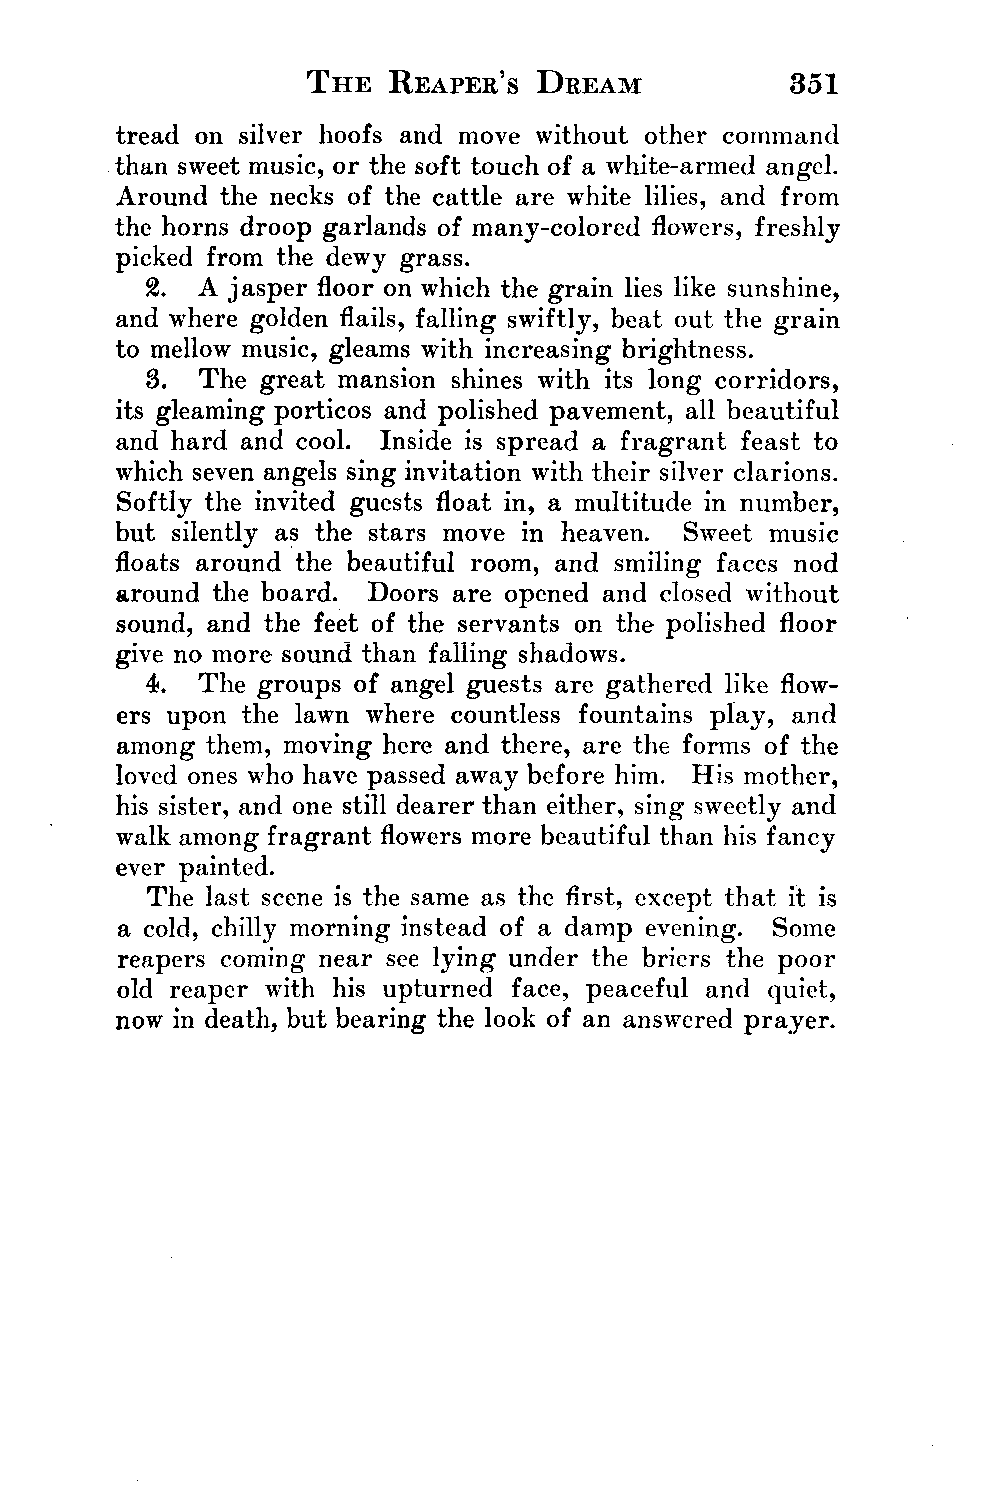 THE REAPER'S DREAM 351
tread on silver hoofs and move without other command
than sweet music, or the soft touch of a white-armed angel.
Around the necks of the cattle are white lilies, and from
the horns droop garlands of many-colored flowers, freshly
picked from the dewy grass.
2. A jasper floor on which the grain lies like sunshine,
and where golden flails, falling swiftly, beat out the grain
to mellow music, gleams with increasing brightness.
3. The great mansion shines with its long corridors,
its gleaming porticos and polished pavement, all beautiful
and hard and cool. Inside is spread a fragrant feast to
which seven angels sing invitation with their silver clarions.
Softly the invited guests float in, a multitude in number,
but silently as the stars move in heaven. Sweet music
floats around the beautiful room, and smiling faces nod
around the board. Doors are opened and closed without
sound, and the feet of the servants on the polished floor
give no more sound than falling shadows.
4. The groups of angel guests are gathered like flow-
ers upon the lawn where countless fountains play, and
among them, moving here and there, are the forms of the
loved ones who have passed away before him. His mother,
his sister, and one still dearer than either, sing sweetly and
walk among fragrant flowers more beautiful than his fancy
ever painted.
The last scene is the same as the first, except that it is
a cold, chilly morning instead of a damp evening. Some
reapers coming near see lying under the briers the poor
old reaper with his upturned face, peaceful and quiet,
now in death, but bearing the look of an answered prayer.